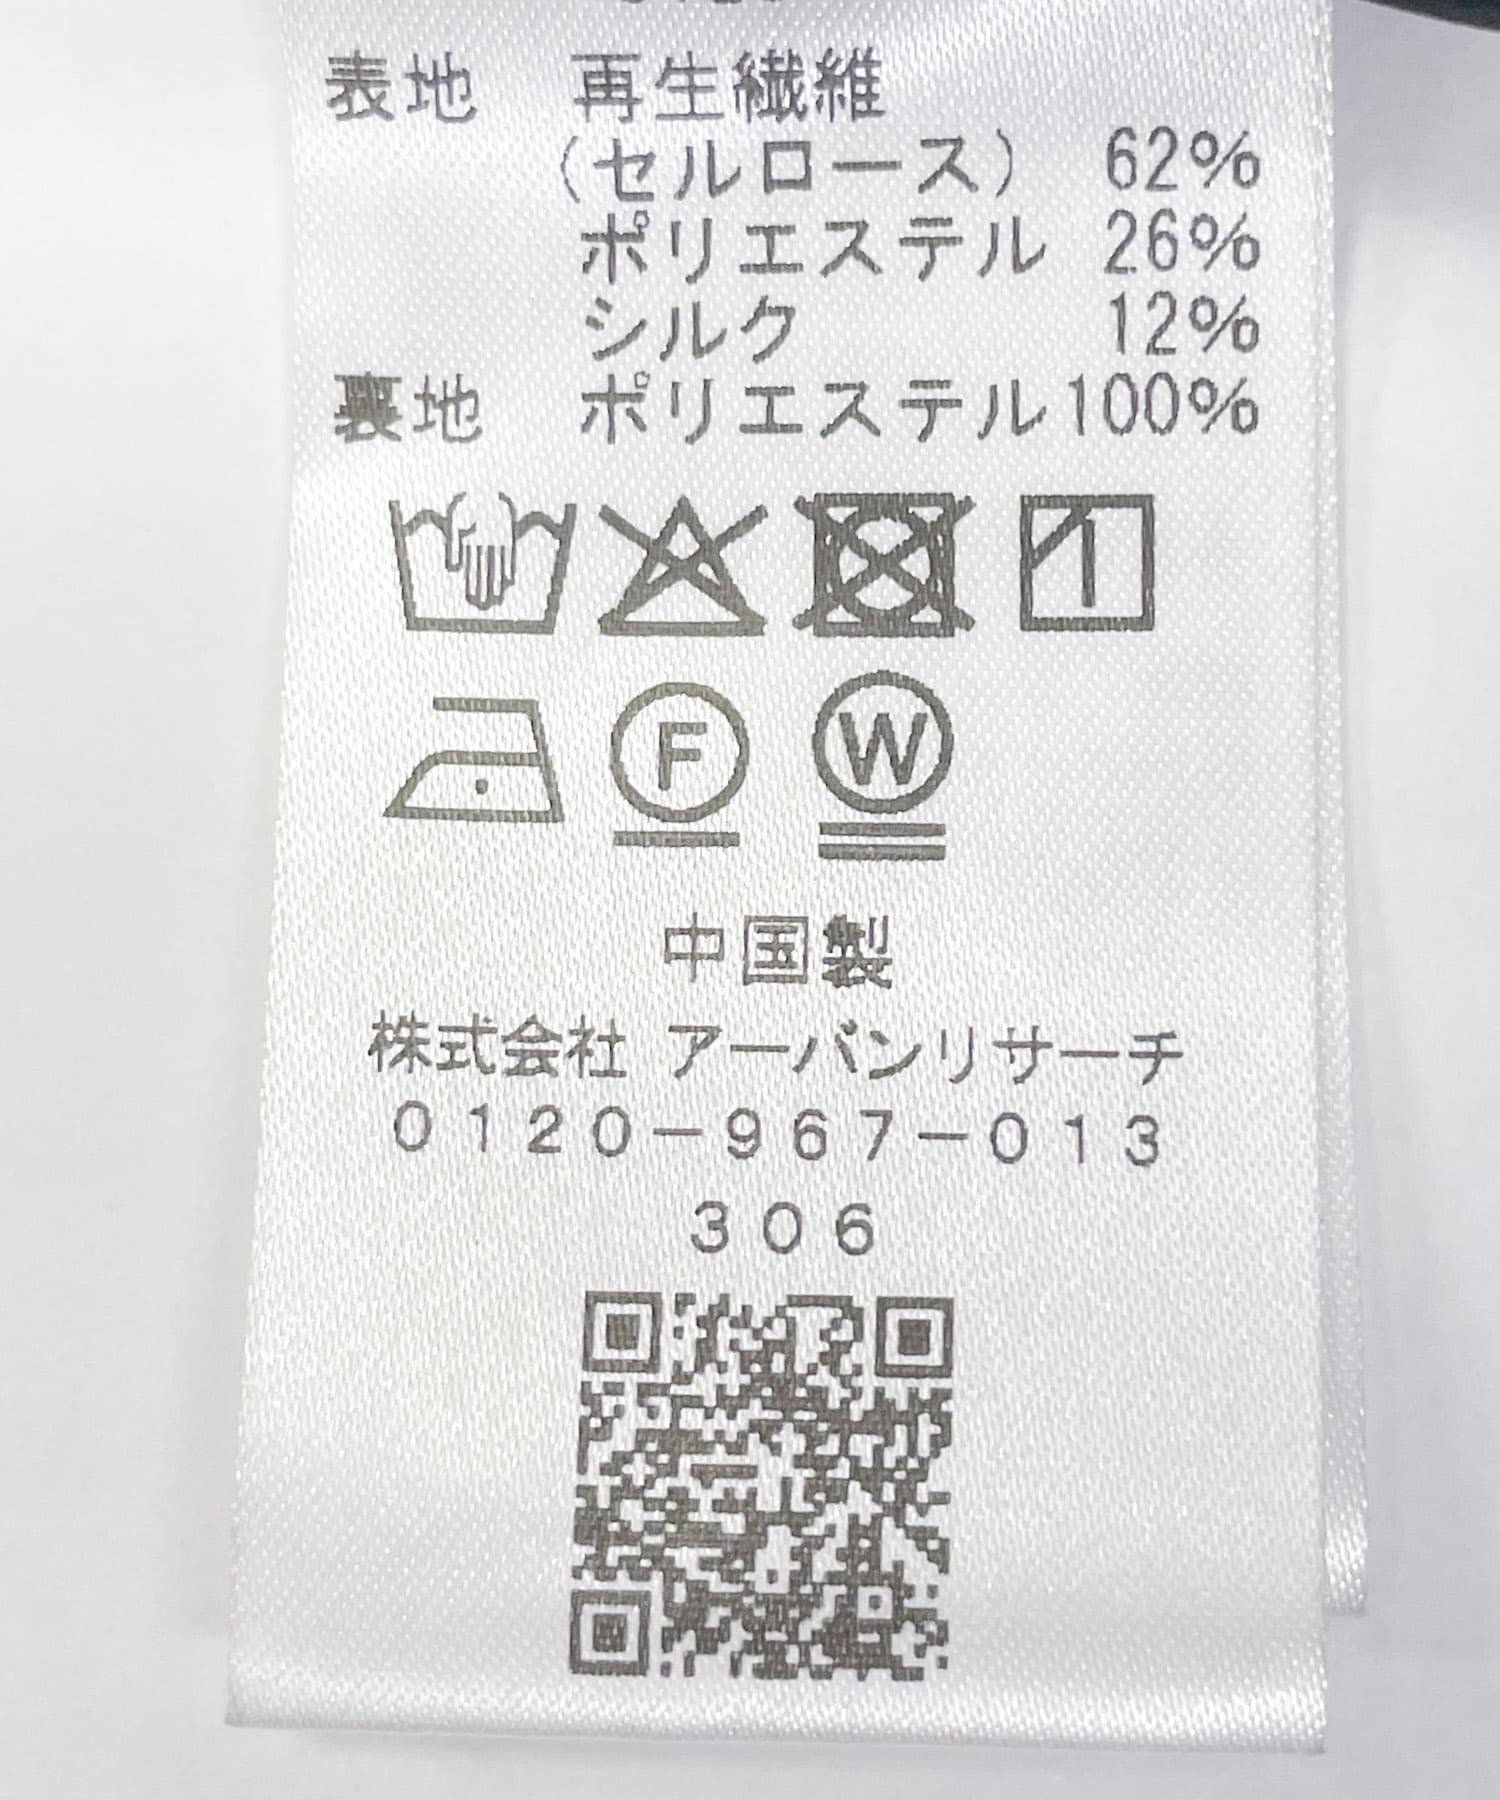 表地 再生繊維
(セルロース) 62%
ポリエステル 26%
シルク 12%
裏地 ポリエステル100%
F W
中国製
株式会社 アーバンリサーチ
0120-967-013
306